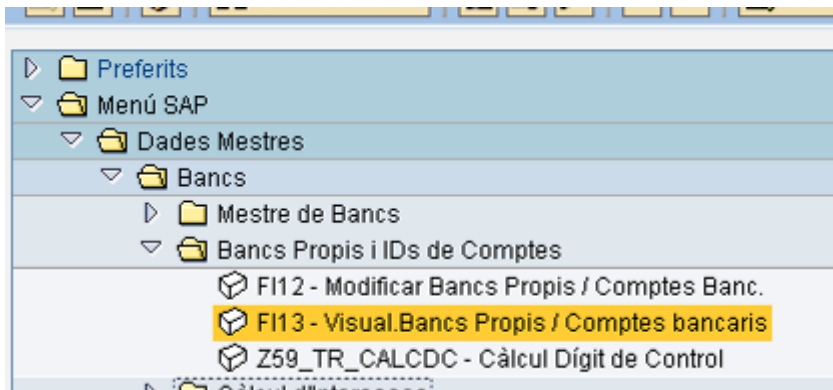 Preferits
Menú SAP
Dades Mestres
Bancs
Mestre de Bancs
Bancs Propis i IDs de Comptes
FI12 - Modificar Bancs Propis / Comptes Banc.
FI13 - Visual.Bancs Propis / Comptes bancaris
Z59_TR_CALCDC - Càlcul Dígit de Control